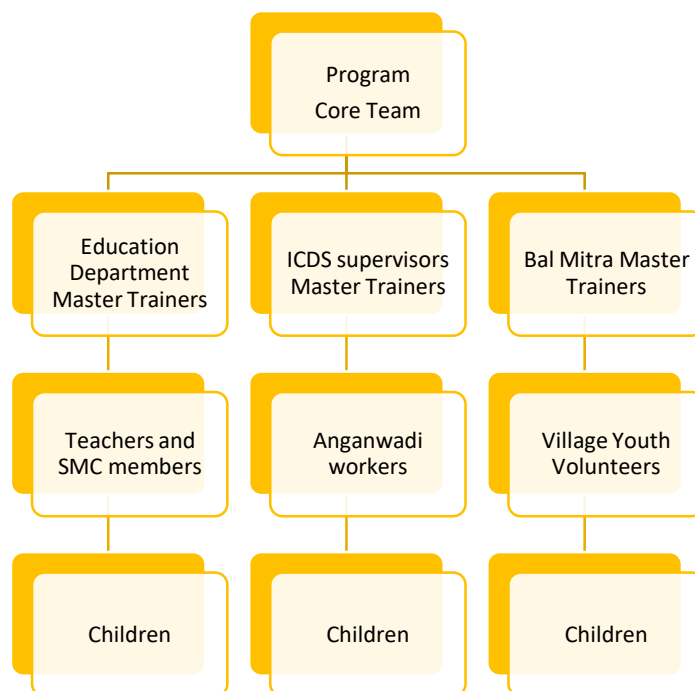 Program
Core Team
Education
Department
Master Trainers
ICDS supervisors
Master Trainers
Bal Mitra Master
Trainers
Teachers and
SMC members
Anganwadi
workers
Village Youth
Volunteers
Children
Children
Children